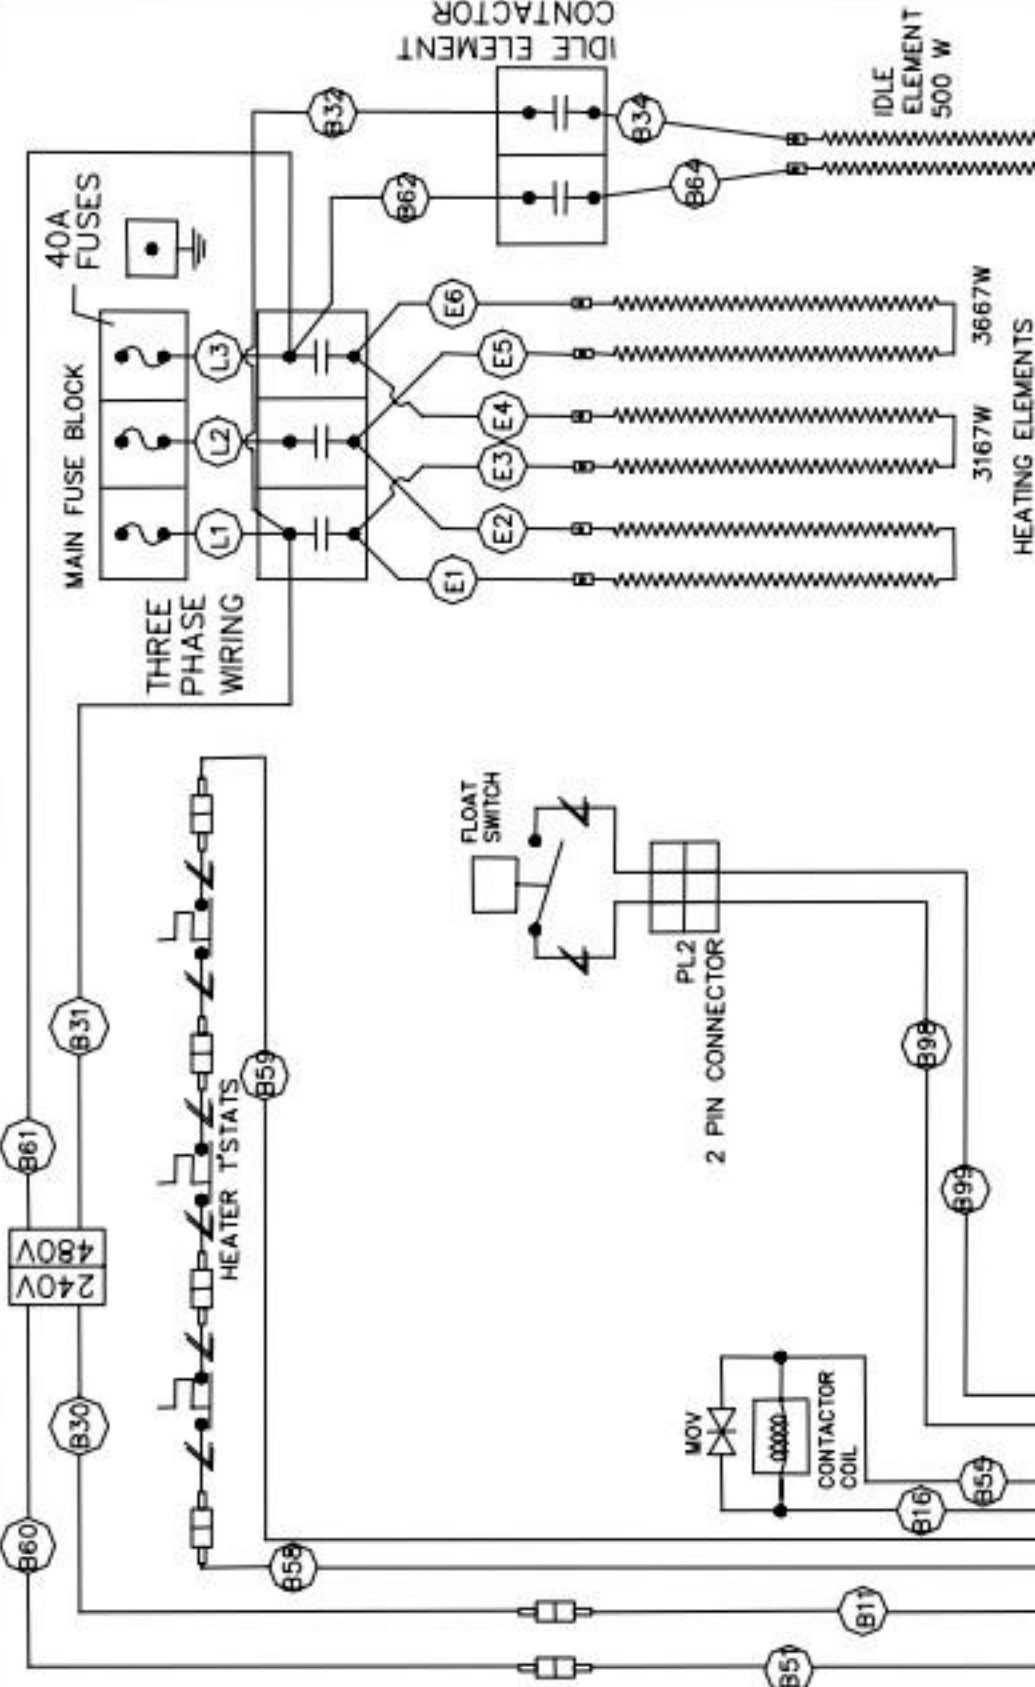 IDLE ELEMENT
CONTACTOR
B32
B34
B62
B64
IDLE
ELEMENT
500 W
40A
FUSES
MAIN FUSE BLOCK
L3
L2
L1
THREE
PHASE
WIRING
E6
E5
E4
E3
E2
E1
3667W
3167W
HEATING ELEMENTS
B61
B31
480V
240V
B60
B30
HEATER T'STATS
B59
B58
FLOAT
SWITCH
PL2
2 PIN CONNECTOR
B98
B99
MOV
CONTACTOR
COIL
B55
B16
B11
B51